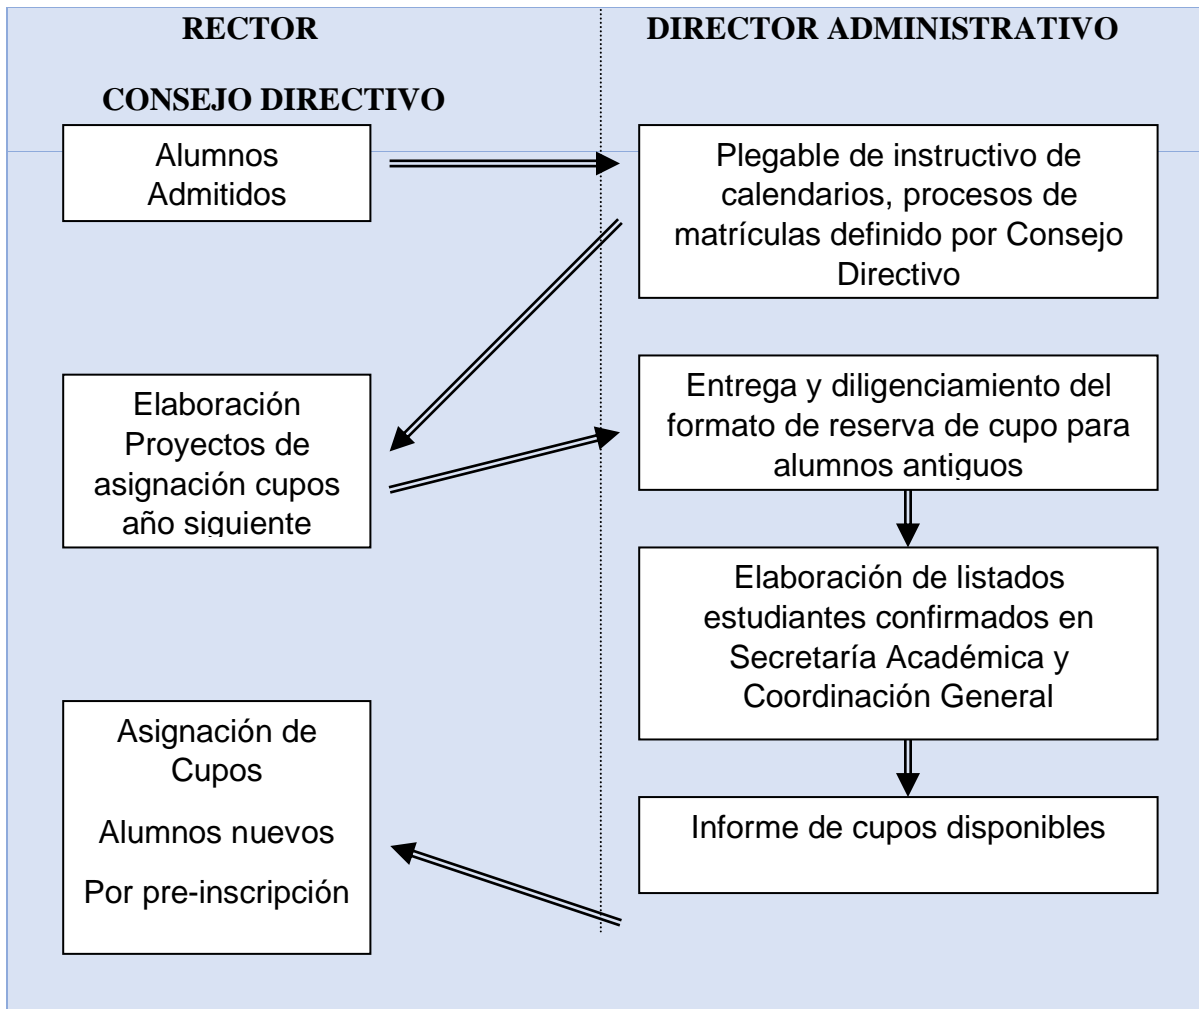 RECTOR
CONSEJO DIRECTIVO
DIRECTOR ADMINISTRATIVO
Alumnos
Admitidos
Plegable de instructivo de
calendarios, procesos de
matrículas definido por Consejo
Directivo
Elaboración
Proyectos de
asignación cupos
año siguiente
Entrega y diligenciamiento del
formato de reserva de cupo para
alumnos antiguos
Elaboración de listados
estudiantes confirmados en
Secretaría Académica y
Coordinación General
Informe de cupos disponibles
Asignación de
Cupos
Alumnos nuevos
Por pre-inscripción